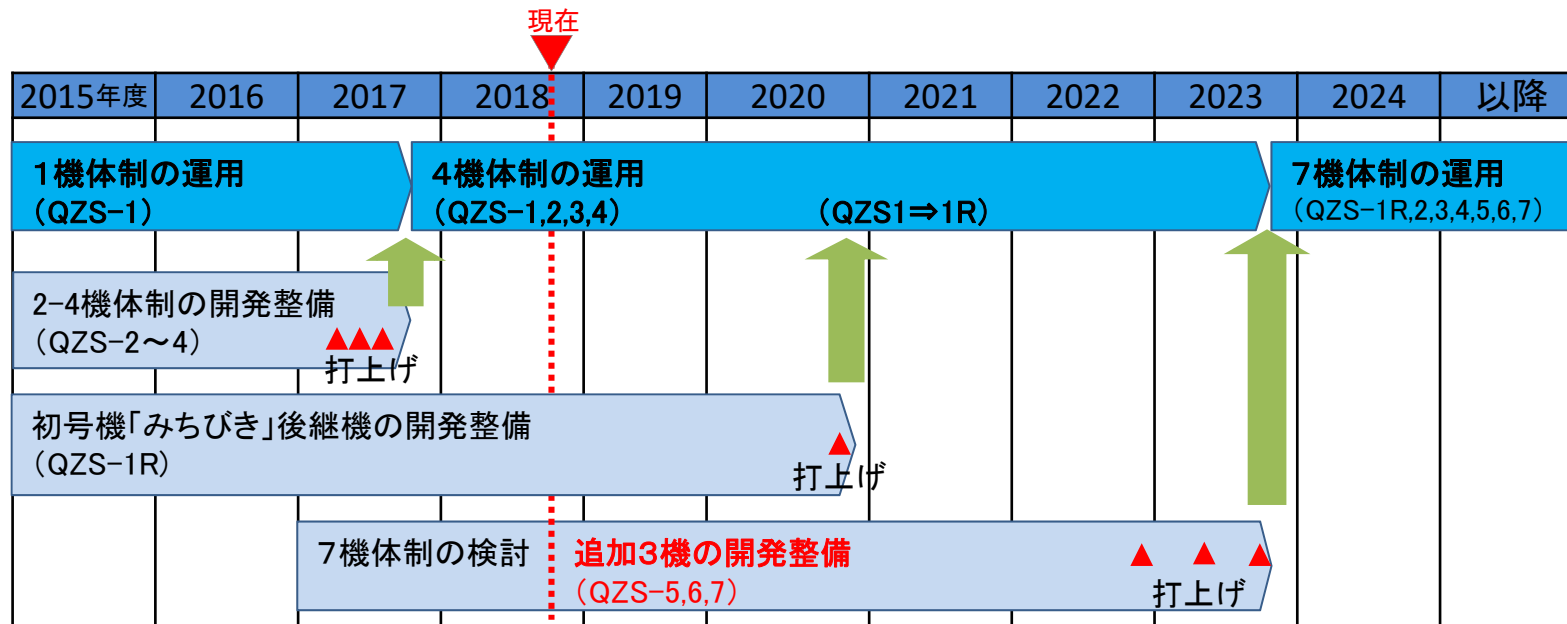 現在
2015年度 2016 2017 2018 2019 2020 2021 2022 2023 2024 以降
1機体制の運用
(QZS-1)
4機体制の運用
(QZS-1,2,3,4) (QZS1⇒1R)
7機体制の運用
(QZS-1R,2,3,4,5,6,7)
2-4機体制の開発整備
(QZS-2~4)
打上げ
初号機「みちびき」後継機の開発整備
(QZS-1R)
打上げ
7機体制の検討
追加3機の開発整備
(QZS-5,6,7)
打上げ